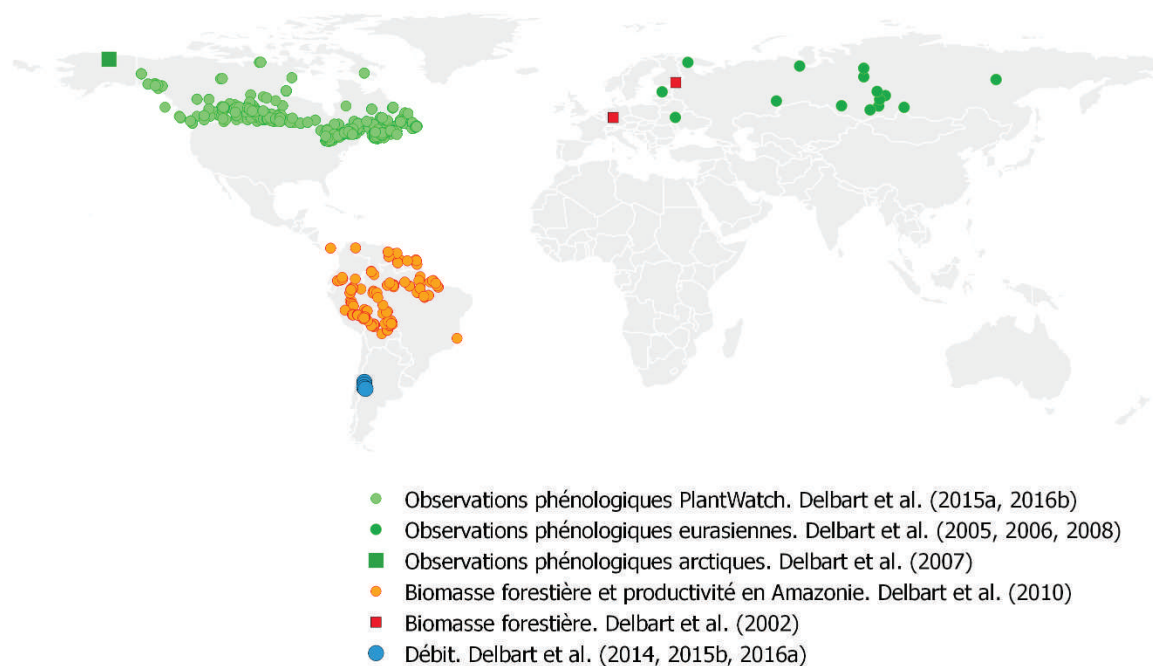 Observations phénologiques PlantWatch. Delbart et al. (2015a, 2016b)
Observations phénologiques eurasiennes. Delbart et al. (2005, 2006, 2008)
Observations phénologiques arctiques. Delbart et al. (2007)
Biomasse forestière et productivité en Amazonie. Delbart et al. (2010)
Biomasse forestière. Delbart et al. (2002)
Débit. Delbart et al. (2014, 2015b, 2016a)